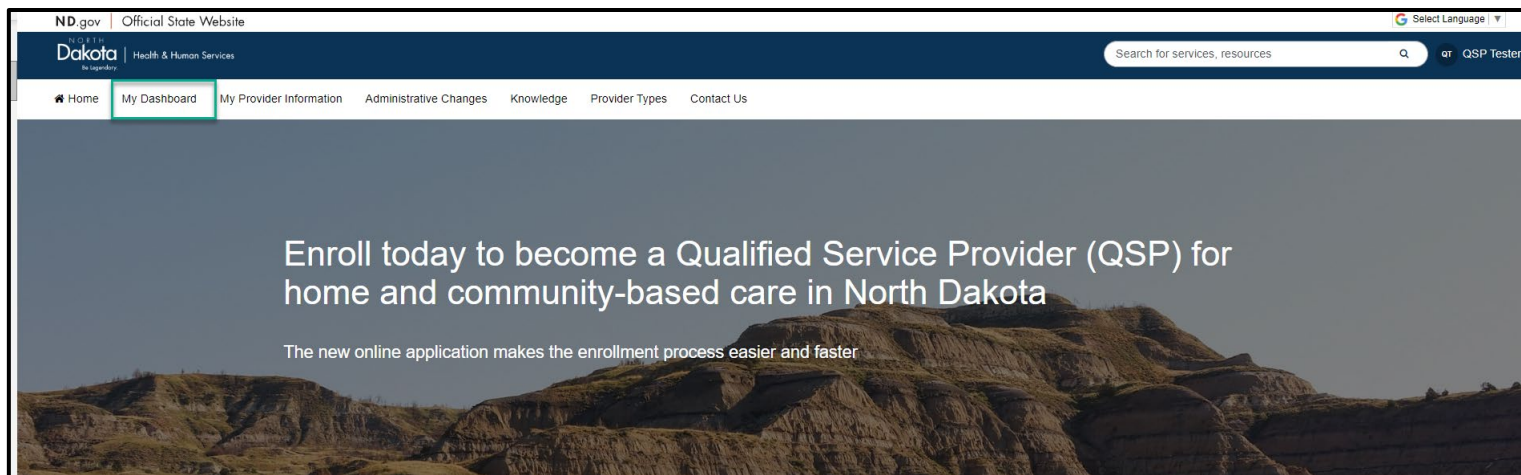 ND.gov | Official State Website
Select Language ▼
NORTH
Dakota | Health & Human Services
Be Legendary.
Search for services, resources
QT QSP Tester
Home My Dashboard My Provider Information Administrative Changes Knowledge Provider Types Contact Us
Enroll today to become a Qualified Service Provider (QSP) for
home and community-based care in North Dakota
The new online application makes the enrollment process easier and faster